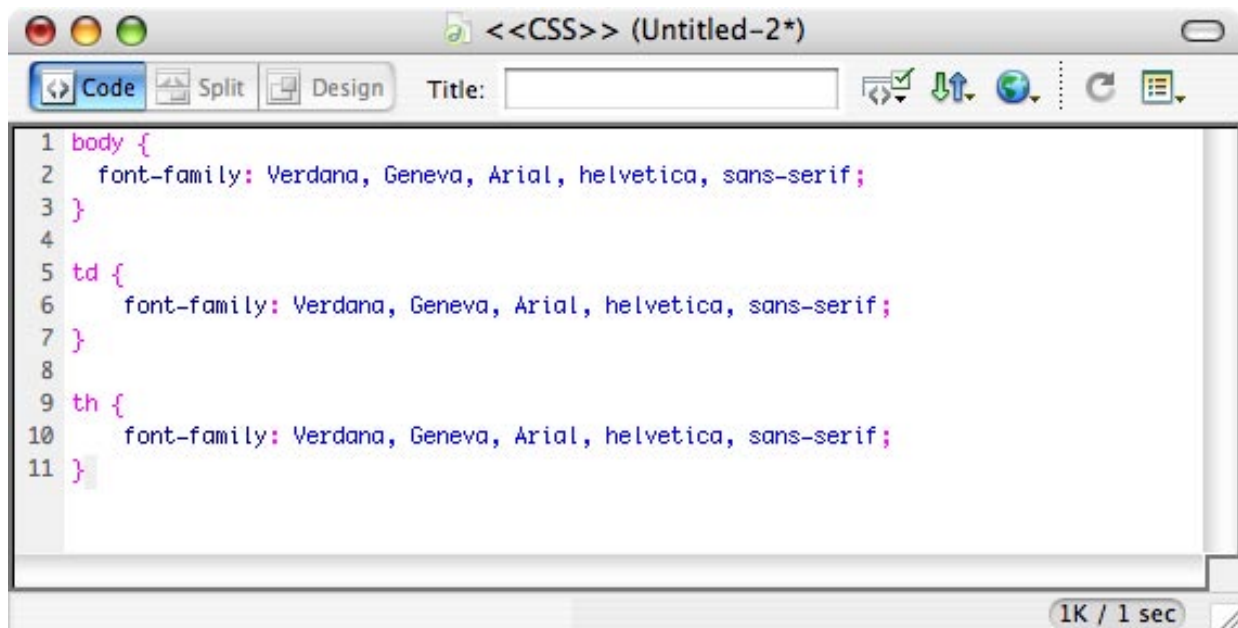 <<CSS>> (Untitled-2*)
Code Split Design Title:
1 body {
2 font-family: Verdana, Geneva, Arial, helvetica, sans-serif;
3 }
4
5 td {
6 font-family: Verdana, Geneva, Arial, helvetica, sans-serif;
7 }
8
9 th {
10 font-family: Verdana, Geneva, Arial, helvetica, sans-serif;
11 }
1K / 1 sec